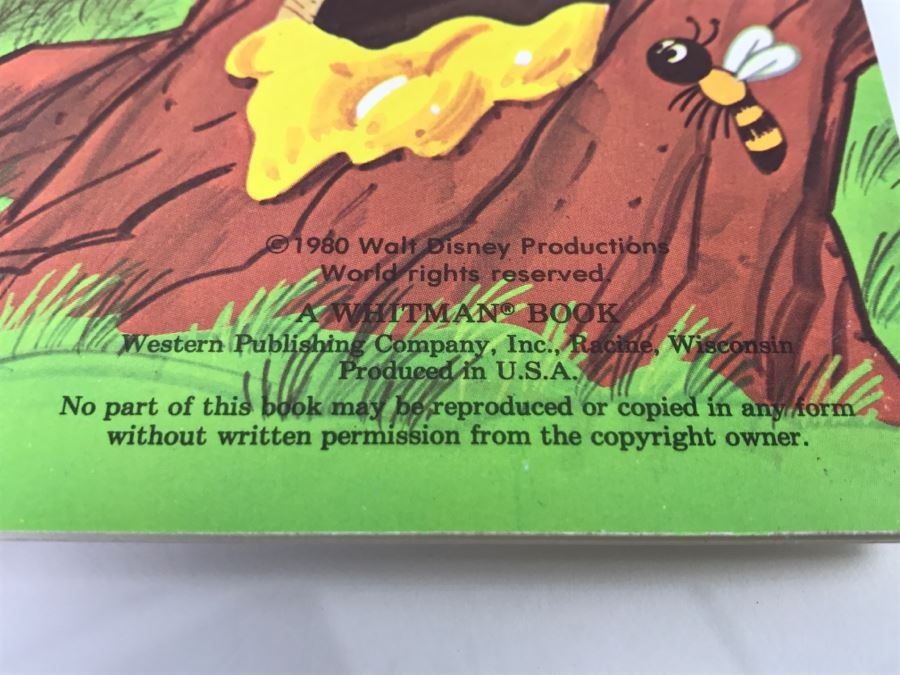 ©1980 Walt Disney Productions
World rights reserved.
A WHITMAN® BOOK
Western Publishing Company, Inc., Racine, Wisconsin
Produced in U.S.A.
No part of this book may be reproduced or copied in any form
without written permission from the copyright owner.